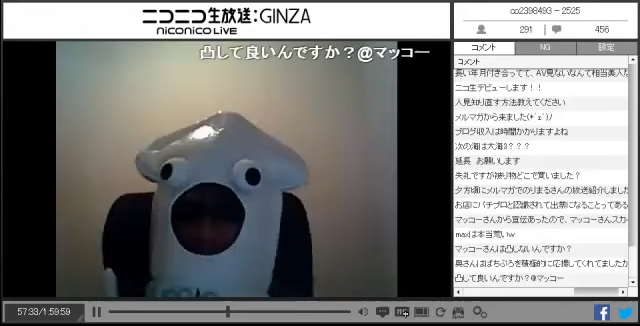 ニコニコ生放送:GINZA
niconico LIVE
co2398493 − 2525
291
456
凸して良いんですか？@マッコー
コメント
NG
設定
コメント
長い年月付き合ってて、AV見ないなんて相当美人な
ニコ生デビューします！！
人見知り直す方法教えてください
メルマガから来ました(*´ε`)ﾉ
ブログ収入は時間かかりますよね
次の海は大海3？？？
延長　お願いします
失礼ですが被り物どこで買いました？
夕方頃にメルマガでのりまるさんの放送紹介しました
お店にパチプロと認識されて出禁になることってある
マッコーさんから宣伝あったので、マッコーさんスカイ
maxは本当荒いw
マッコーさんは凸しないんですか？
奥さんはぱちぷろを積極的に応援してくれてましたか
凸して良いんですか？@マッコー
57:33/1:59:59